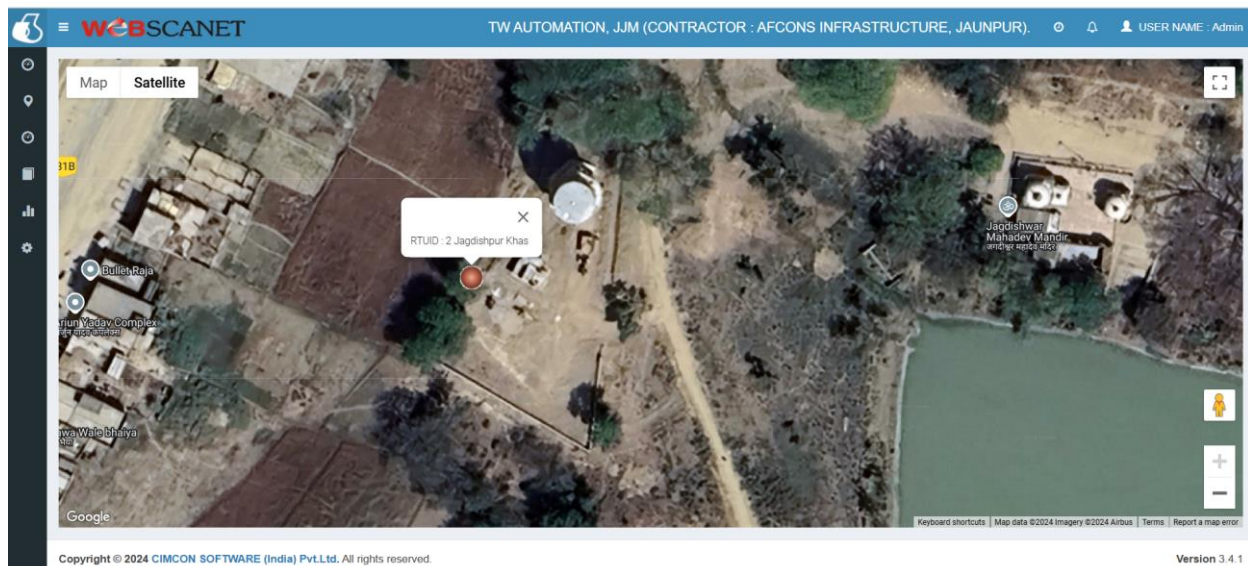 WEBSCANET
TW AUTOMATION, JJM (CONTRACTOR : AFCONS INFRASTRUCTURE, JAUNPUR).
USER NAME : Admin
Map
Satellite
31B
RTUID : 2 Jagdishpur Khas
Jagdishwar
Mahadev Mandir
जगदीश्वर महादेव मंदिर
Bullet Raja
Arjun Yadav Complex
अर्जुन यादव कंप्लेक्स
awa Wale bhaiya
Google
Keyboard shortcuts
Map data ©2024 Imagery ©2024 Airbus
Terms
Report a map error
Copyright © 2024 CIMCON SOFTWARE (India) Pvt.Ltd. All rights reserved.
Version 3.4.1